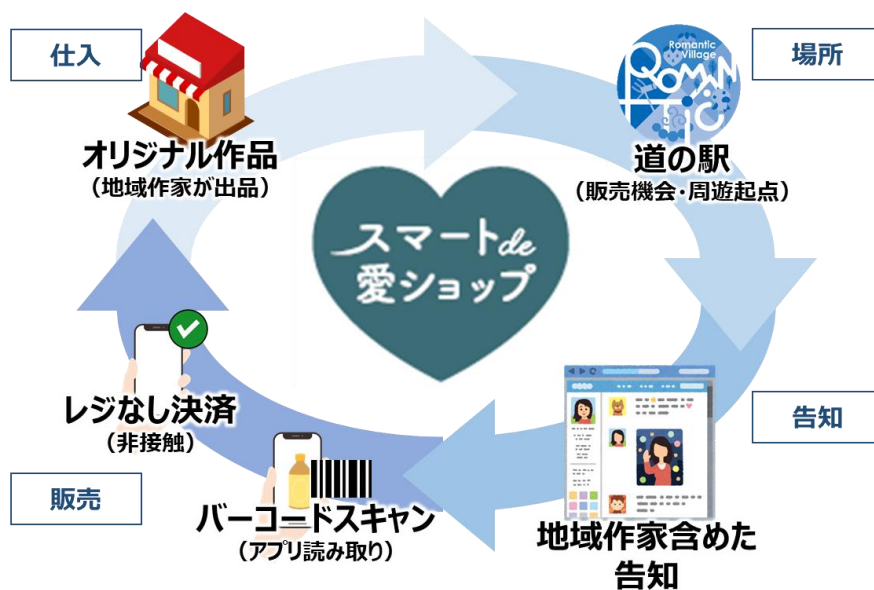 仕入
オリジナル作品
（地域作家が出品）
Romantic
Village
ROMAN
TIC
場所
道の駅
（販売機会・周遊起点）
スマートde
愛ショップ
告知
地域作家含めた
告知
バーコードスキャン
（アプリ読み取り）
レジなし決済
（非接触）
販売